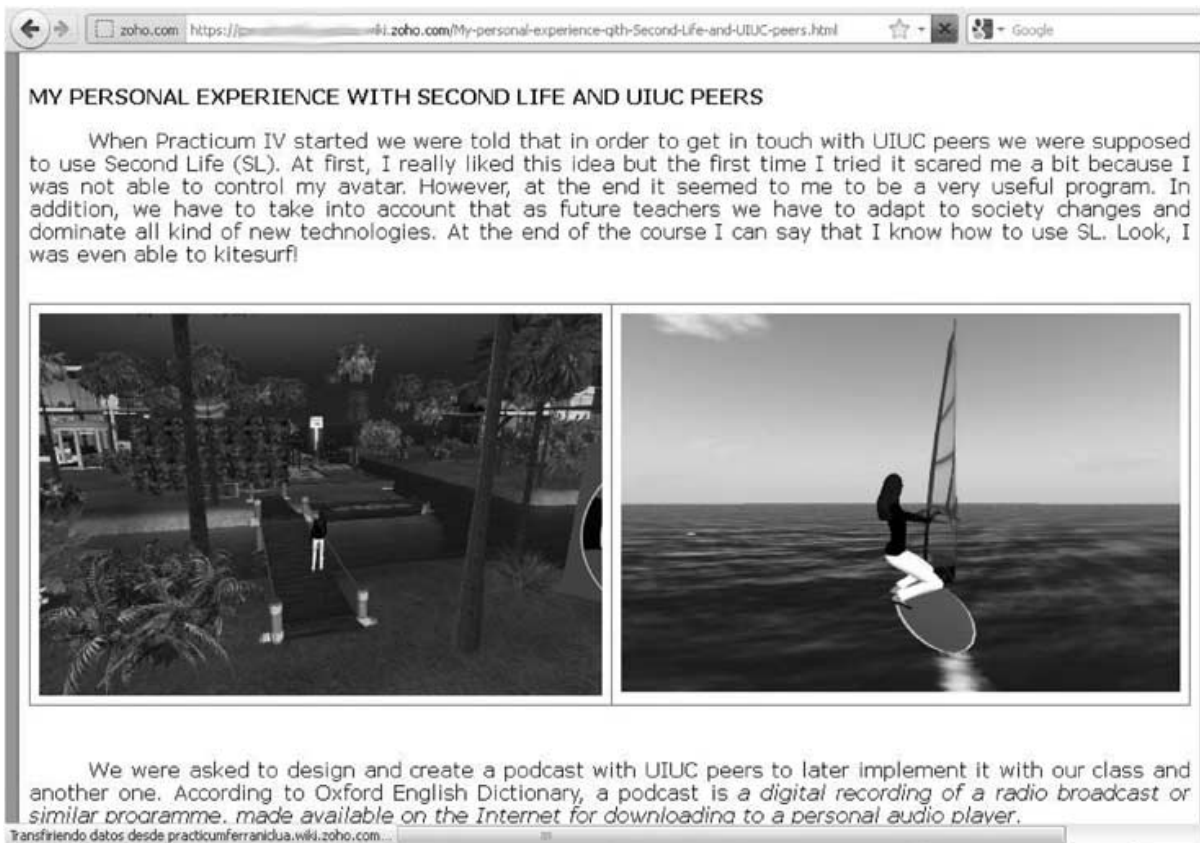 zoho.com https:// zoho.com/My-personal-experience-qith-Second-Life-and-UIUC-peers.html Google
MY PERSONAL EXPERIENCE WITH SECOND LIFE AND UIUC PEERS
When Practicum IV started we were told that in order to get in touch with UIUC peers we were supposed
to use Second Life (SL). At first, I really liked this idea but the first time I tried it scared me a bit because I
was not able to control my avatar. However, at the end it seemed to me to be a very useful program. In
addition, we have to take into account that as future teachers we have to adapt to society changes and
dominate all kind of new technologies. At the end of the course I can say that I know how to use SL. Look, I
was even able to kitesurf!
We were asked to design and create a podcast with UIUC peers to later implement it with our class and
another one. According to Oxford English Dictionary, a podcast is a digital recording of a radio broadcast or
similar programme, made available on the Internet for downloading to a personal audio player.
Transfiriendo datos desde practicumferraniclua.wiki.zoho.com...